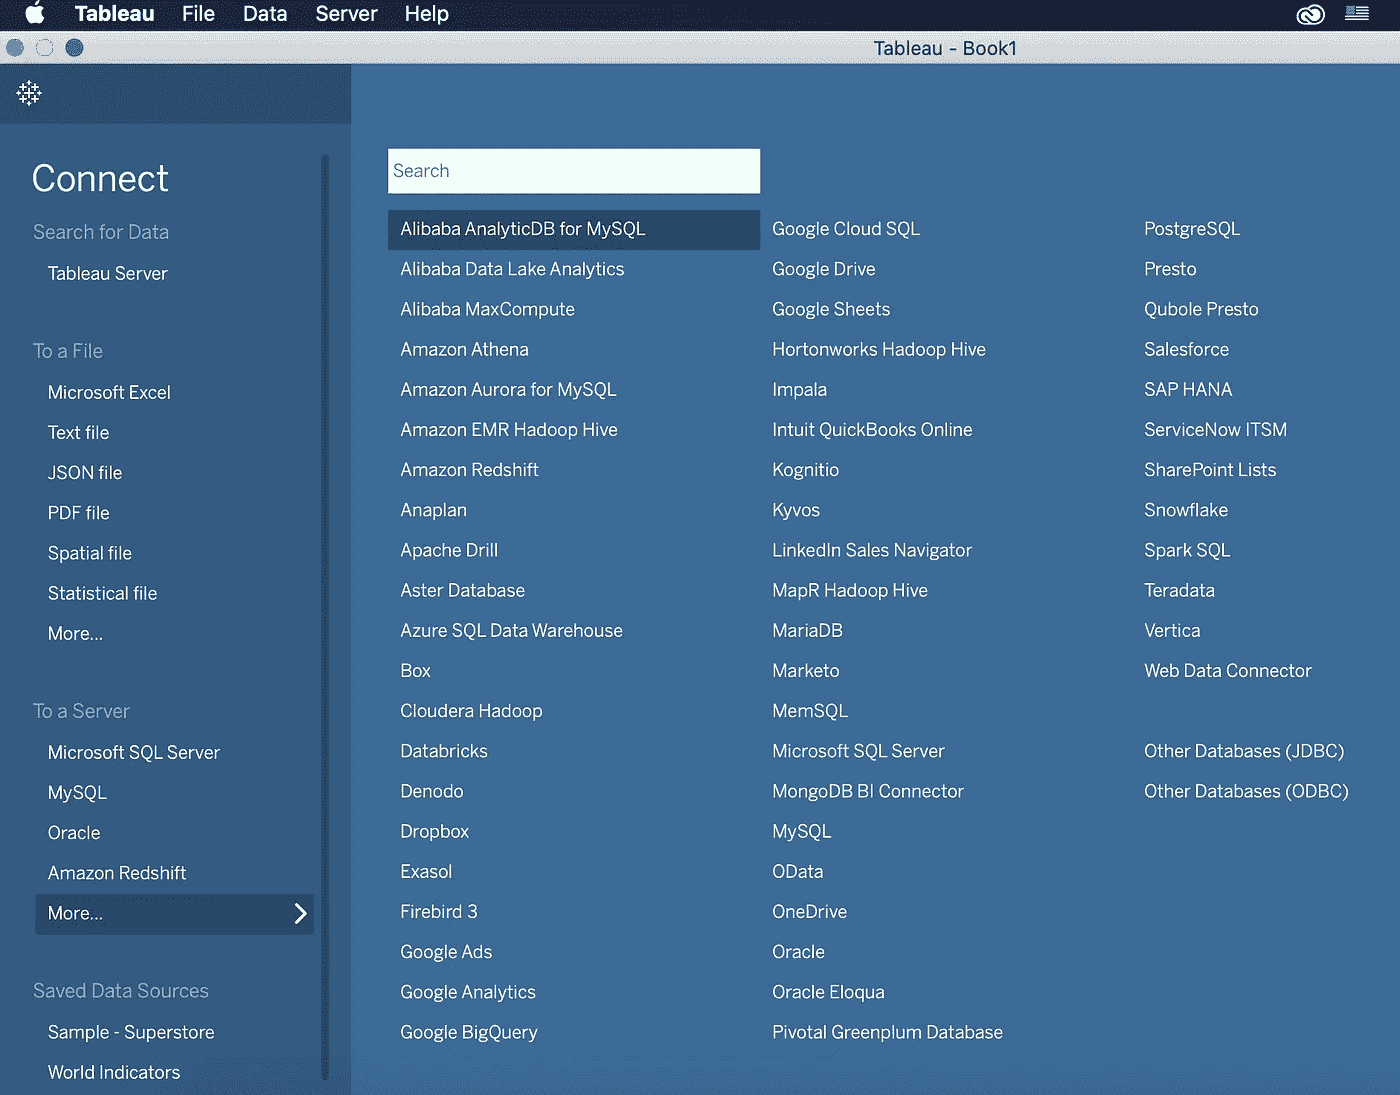 Tableau File Data Server Help
Tableau - Book1
Connect
Search for Data
Tableau Server
To a File
Microsoft Excel
Text file
JSON file
PDF file
Spatial file
Statistical file
More...
To a Server
Microsoft SQL Server
MySQL
Oracle
Amazon Redshift
More...
Saved Data Sources
Sample - Superstore
World Indicators
Search
Alibaba AnalyticDB for MySQL
Alibaba Data Lake Analytics
Alibaba MaxCompute
Amazon Athena
Amazon Aurora for MySQL
Amazon EMR Hadoop Hive
Amazon Redshift
Anaplan
Apache Drill
Aster Database
Azure SQL Data Warehouse
Box
Cloudera Hadoop
Databricks
Denodo
Dropbox
Exasol
Firebird 3
Google Ads
Google Analytics
Google BigQuery
Google Cloud SQL
Google Drive
Google Sheets
Hortonworks Hadoop Hive
Impala
Intuit QuickBooks Online
Kognitio
Kyvos
LinkedIn Sales Navigator
MapR Hadoop Hive
MariaDB
Marketo
MemSQL
Microsoft SQL Server
MongoDB BI Connector
MySQL
OData
OneDrive
Oracle
Oracle Eloqua
Pivotal Greenplum Database
PostgreSQL
Presto
Qubole Presto
Salesforce
SAP HANA
ServiceNow ITSM
SharePoint Lists
Snowflake
Spark SQL
Teradata
Vertica
Web Data Connector
Other Databases (JDBC)
Other Databases (ODBC)